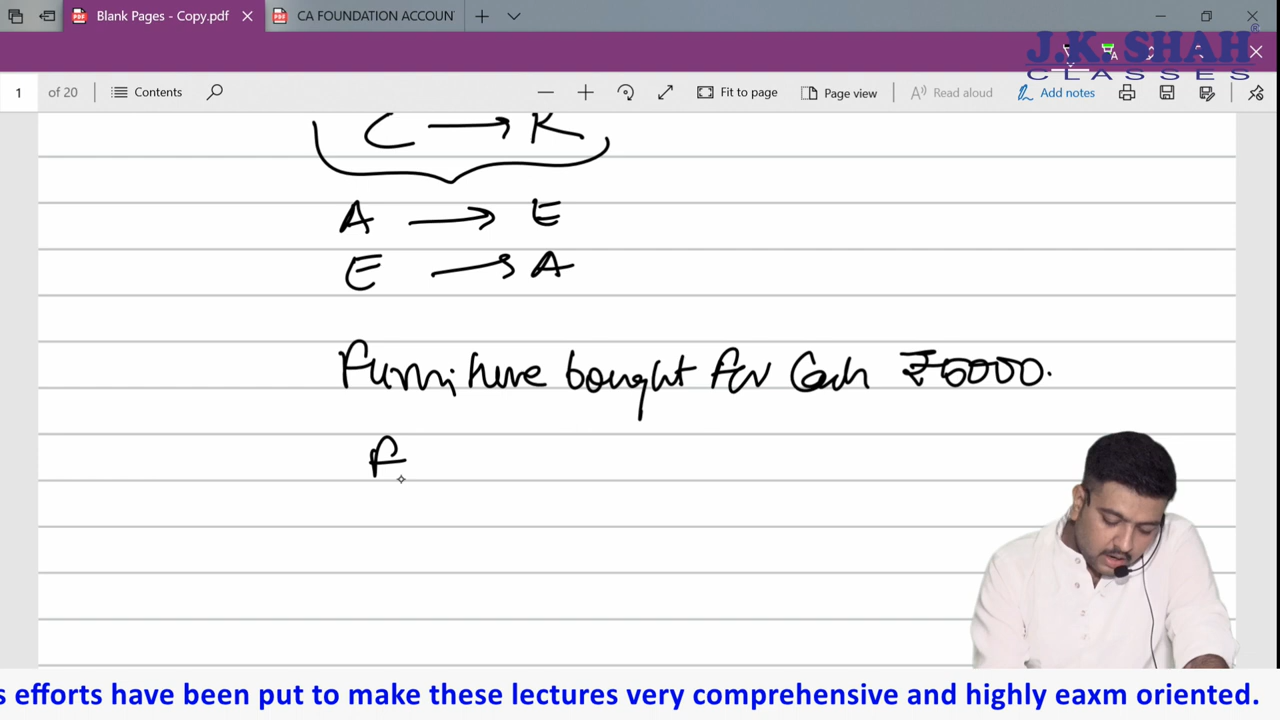 Blank Pages - Copy.pdf
CA FOUNDATION ACCOUN
J.K. SHAH®
CLASSES
1 of 20 Contents Fit to page Page view Read aloud Add notes
C → R
A → E
E → A
Furniture bought for Cash ₹5000.
F
s efforts have been put to make these lectures very comprehensive and highly eaxm oriented.